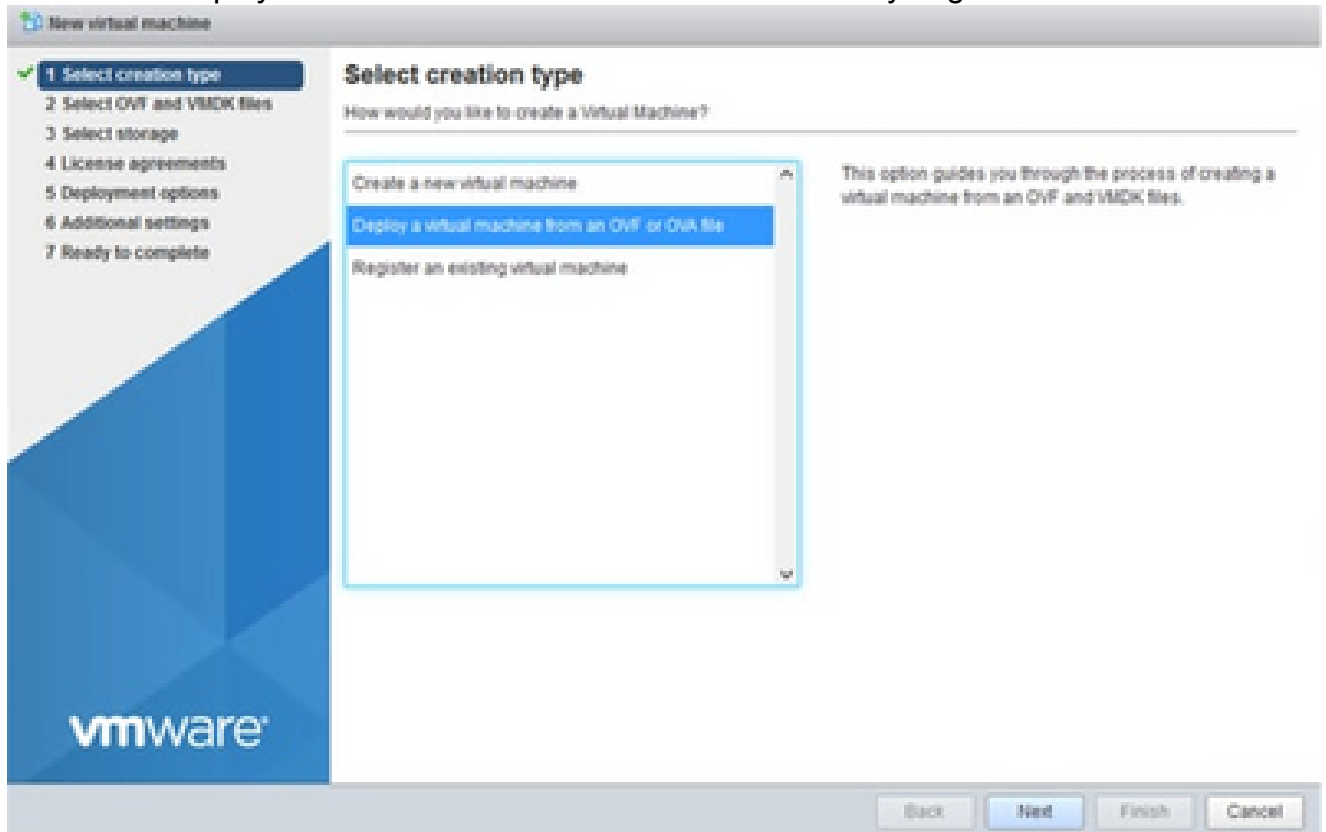 New virtual machine
1 Select creation type
2 Select OVF and VMDK files
3 Select storage
4 License agreements
5 Deployment options
6 Additional settings
7 Ready to complete
Select creation type
How would you like to create a Virtual Machine?
Create a new virtual machine
Deploy a virtual machine from an OVF or OVA file
Register an existing virtual machine
This option guides you through the process of creating a
virtual machine from an OVF and VMDK files.
vmware
Back Next Finish Cancel